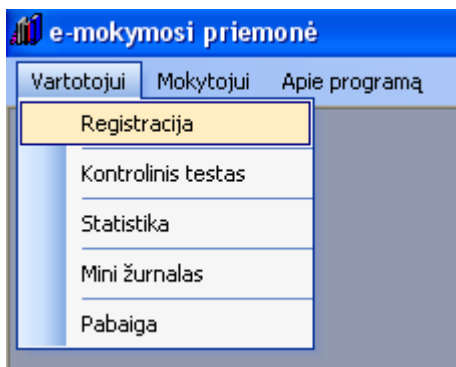 e-mokymosi priemonė
Vartotojui Mokytojui Apie programą
Registracija
Kontrolinis testas
Statistika
Mini žurnalas
Pabaiga